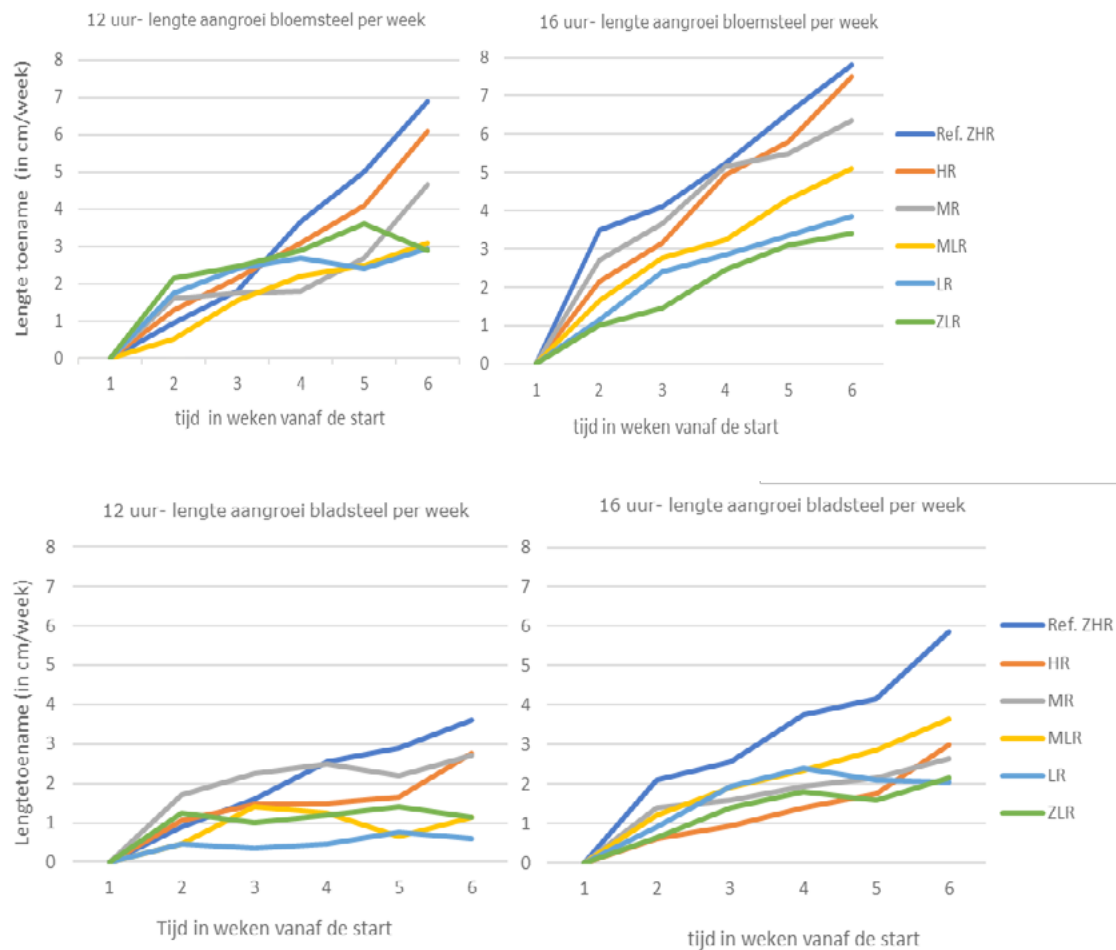 12 uur- lengte aangroei bloemsteel per week
Lengte toename (in cm/week)
8
7
6
5
4
3
2
1
0
1 2 3 4 5 6
tijd in weken vanaf de start
16 uur- lengte aangroei bloemsteel per week
8
7
6
5
4
3
2
1
0
1 2 3 4 5 6
tijd in weken vanaf de start
Ref. ZHR
HR
MR
MLR
LR
ZLR
12 uur- lengte aangroei bladsteel per week
Lengtetoename (in cm/week)
8
7
6
5
4
3
2
1
0
1 2 3 4 5 6
Tijd in weken vanaf de start
16 uur- lengte aangroei bladsteel per week
8
7
6
5
4
3
2
1
0
1 2 3 4 5 6
tijd in weken vanaf de start
Ref. ZHR
HR
MR
MLR
LR
ZLR